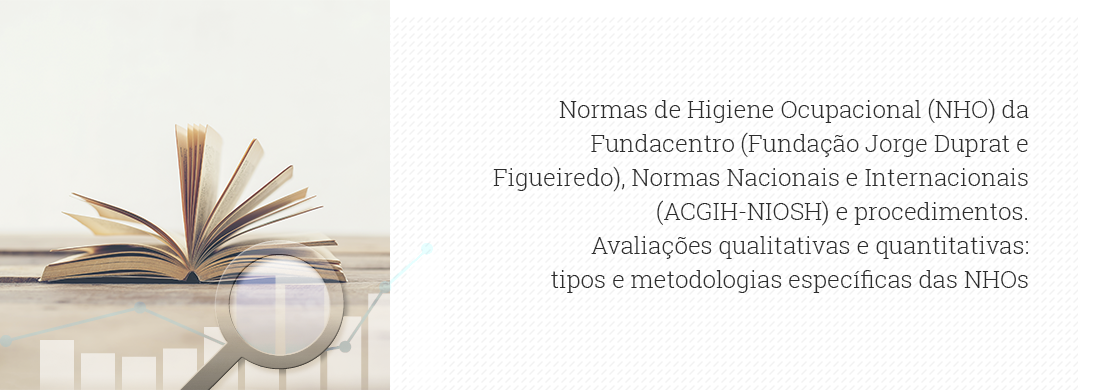 Normas de Higiene Ocupacional (NHO) da
Fundacentro (Fundação Jorge Duprat e
Figueiredo), Normas Nacionais e Internacionais
(ACGIH-NIOSH) e procedimentos.
Avaliações qualitativas e quantitativas:
tipos e metodologias específicas das NHOs